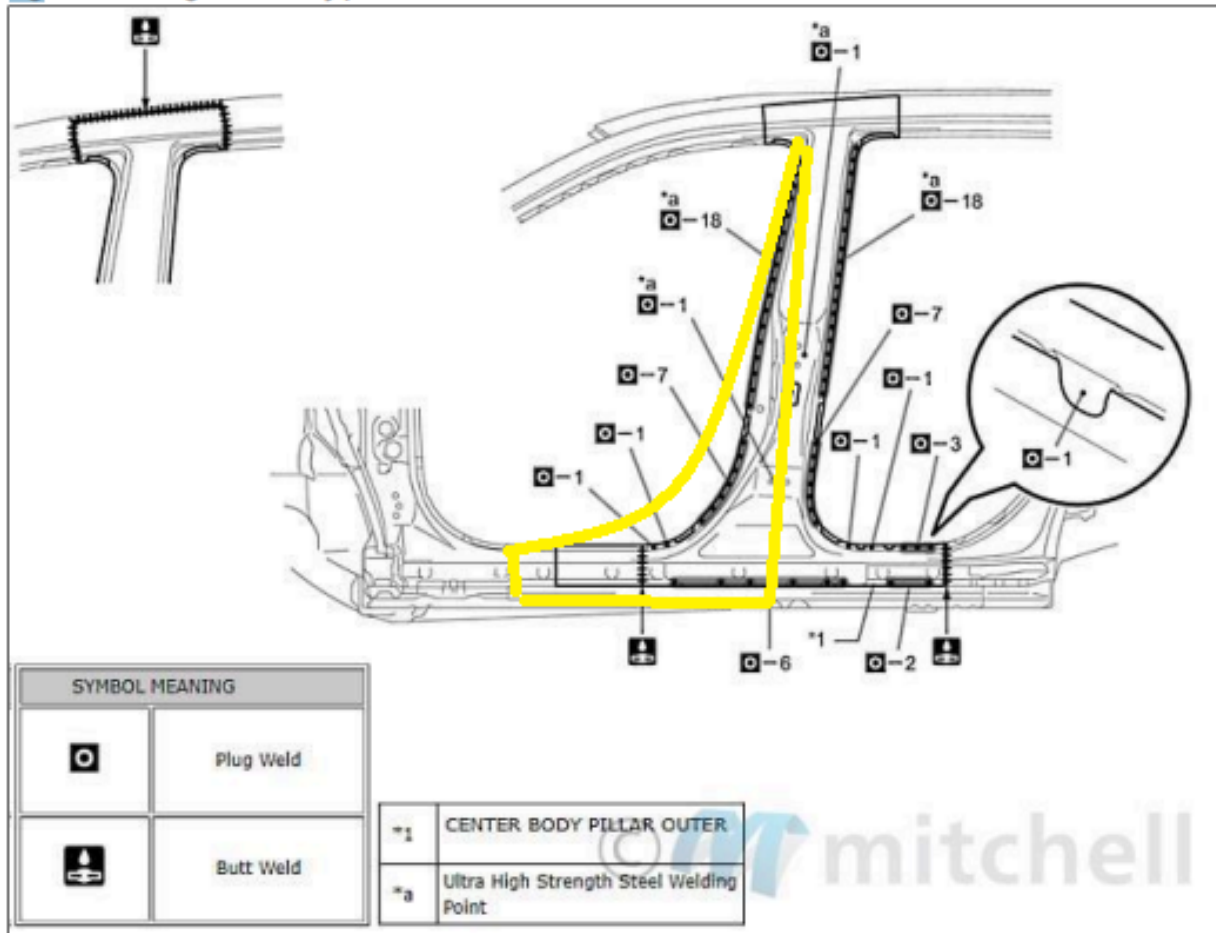 *a
-1
*a
-18
*a
-18
*a
-1
-7
-7
-1
-1
-1
-1
-3
-1
*1
-6
-2
SYMBOL MEANING
Plug Weld
Butt Weld
*1 CENTER BODY PILLAR OUTER
*a Ultra High Strength Steel Welding
Point
© mitchell